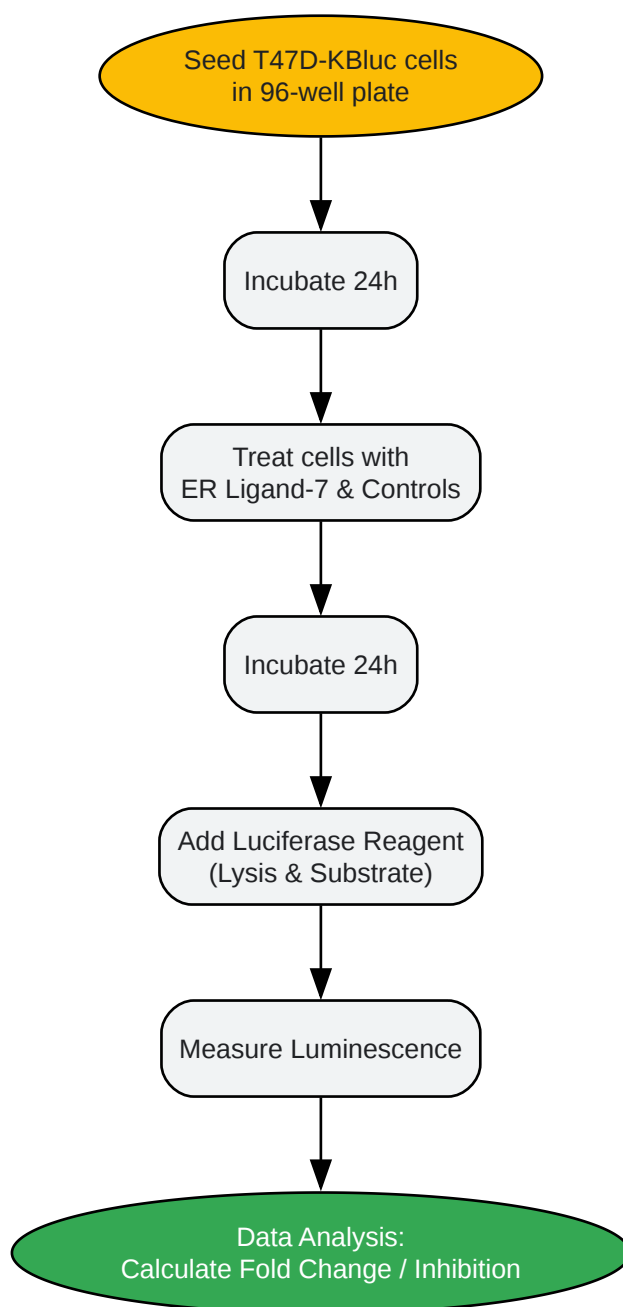 Seed T47D-KBluc cells
in 96-well plate
Incubate 24h
Treat cells with
ER Ligand-7 & Controls
Incubate 24h
Add Luciferase Reagent
(Lysis & Substrate)
Measure Luminescence
Data Analysis:
Calculate Fold Change / Inhibition